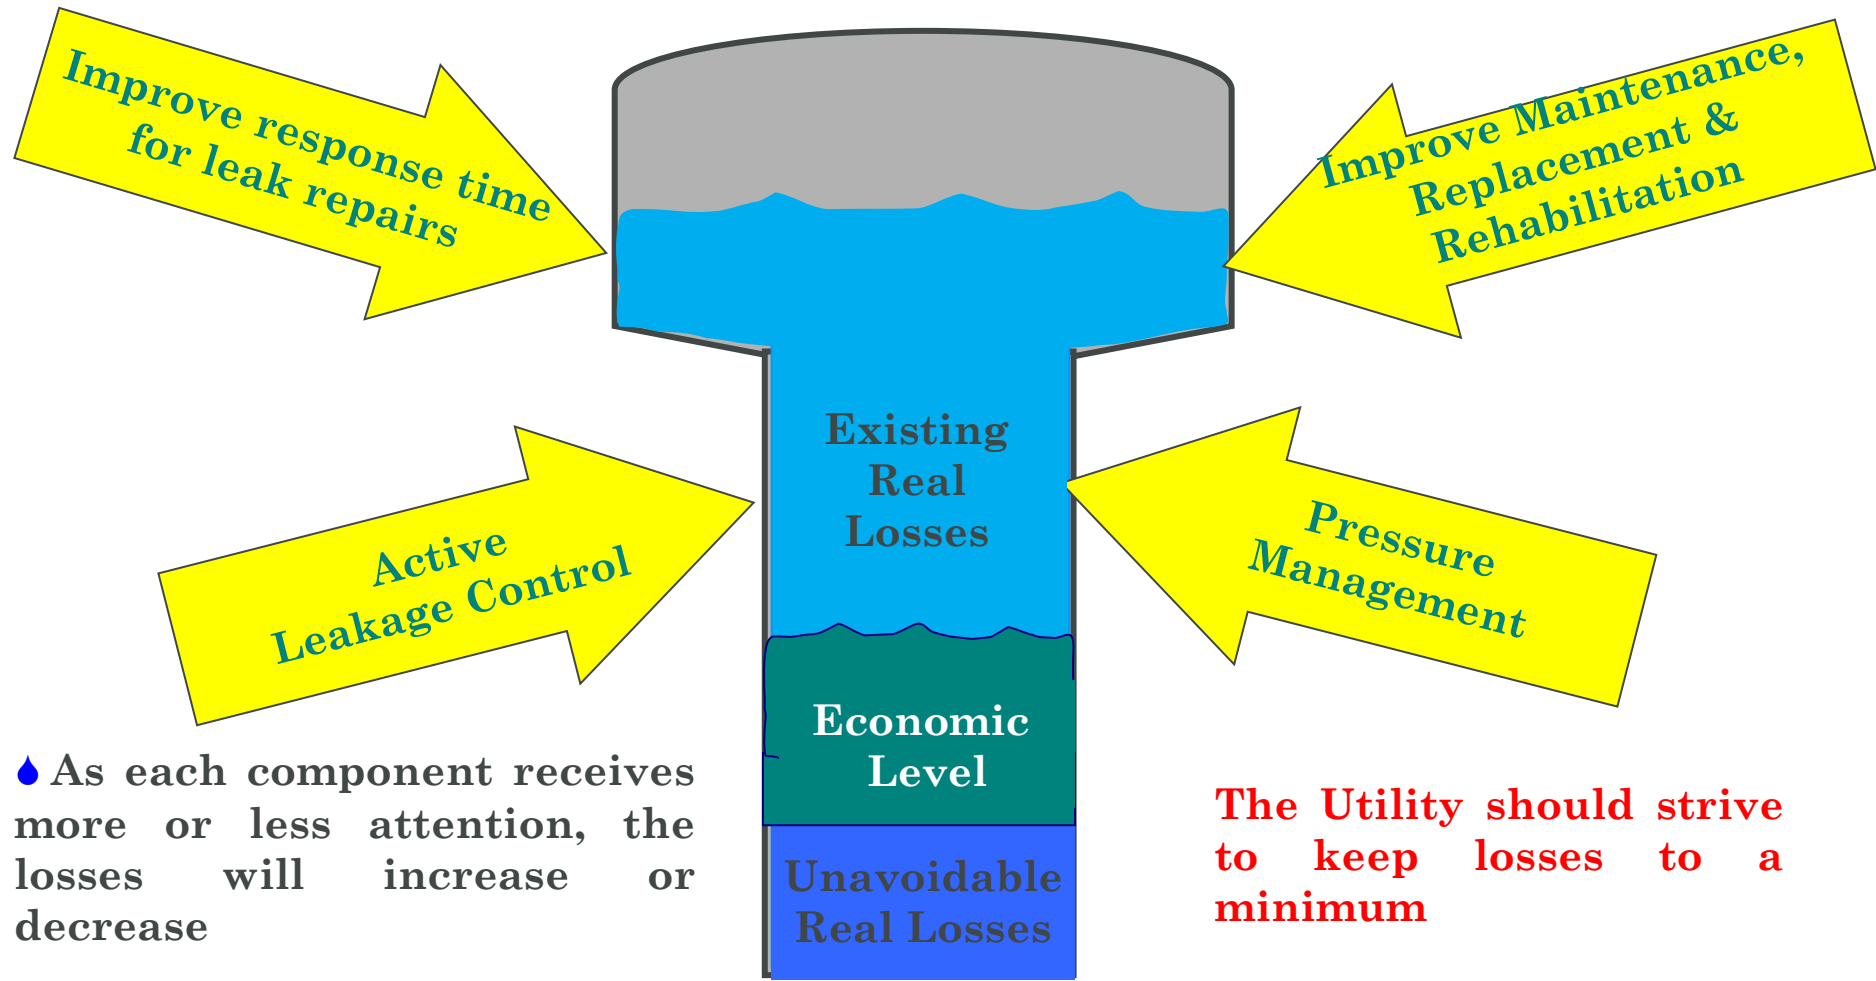 Improve response time
for leak repairs
Improve Maintenance,
Replacement &
Rehabilitation
Existing
Real
Losses
Active
Leakage Control
Pressure
Management
Economic
Level
As each component receives
more or less attention, the
losses will increase or
decrease
The Utility should strive
to keep losses to a
minimum
Unavoidable
Real Losses